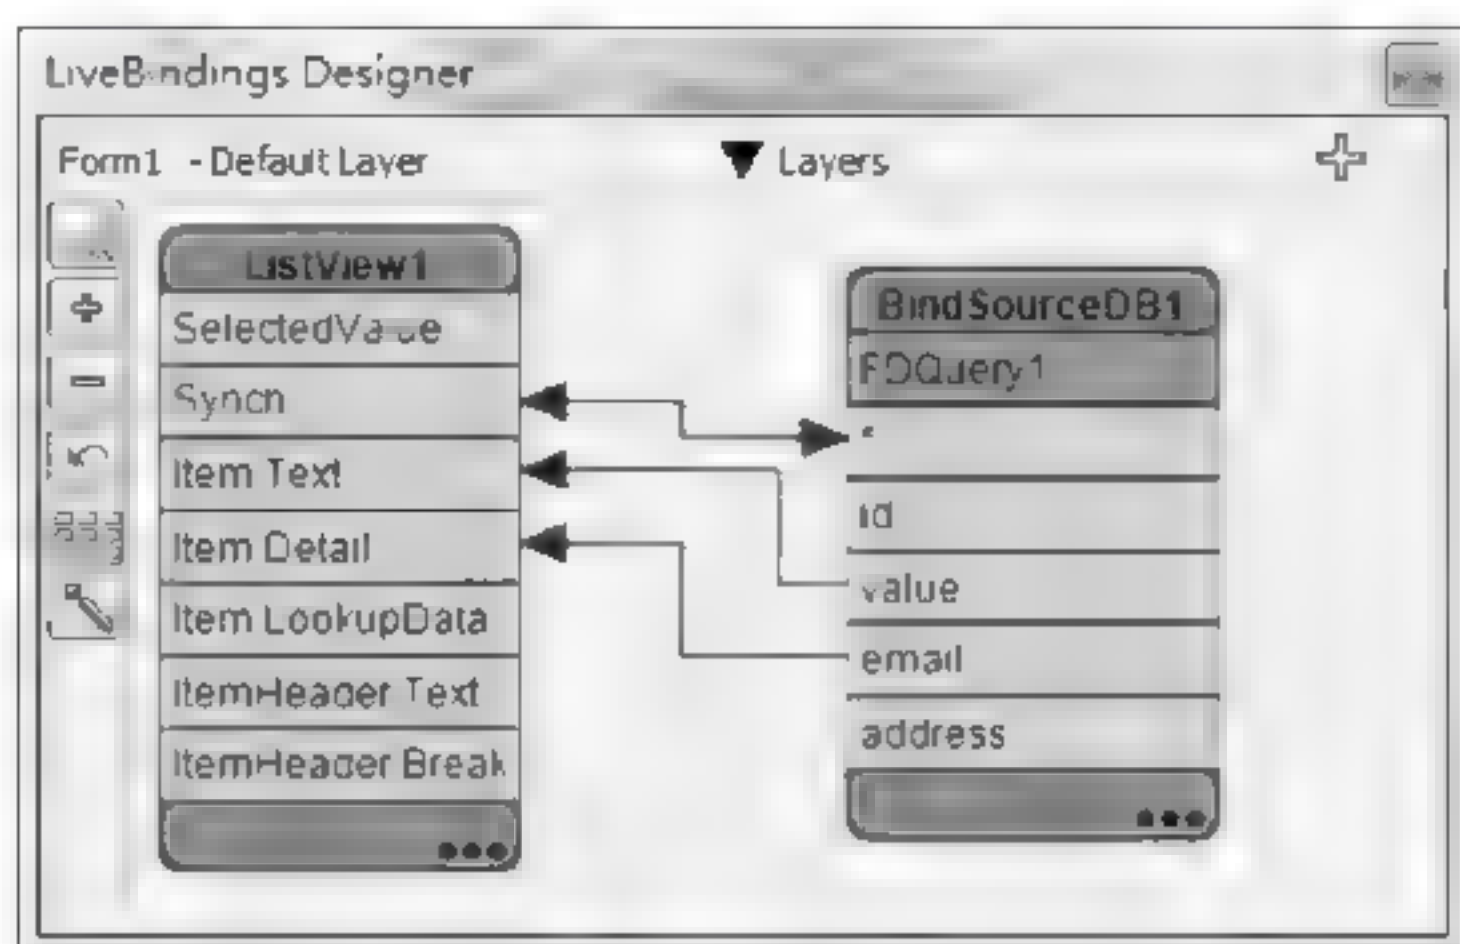 LiveBindings Designer
Form1 - Default Layer
Layers
ListView1
SelectedValue
Synch
Item Text
Item Detail
Item LookupData
ItemHeader Text
ItemHeader Break
BindSourceDB1
FDQuery1
*
id
value
email
address